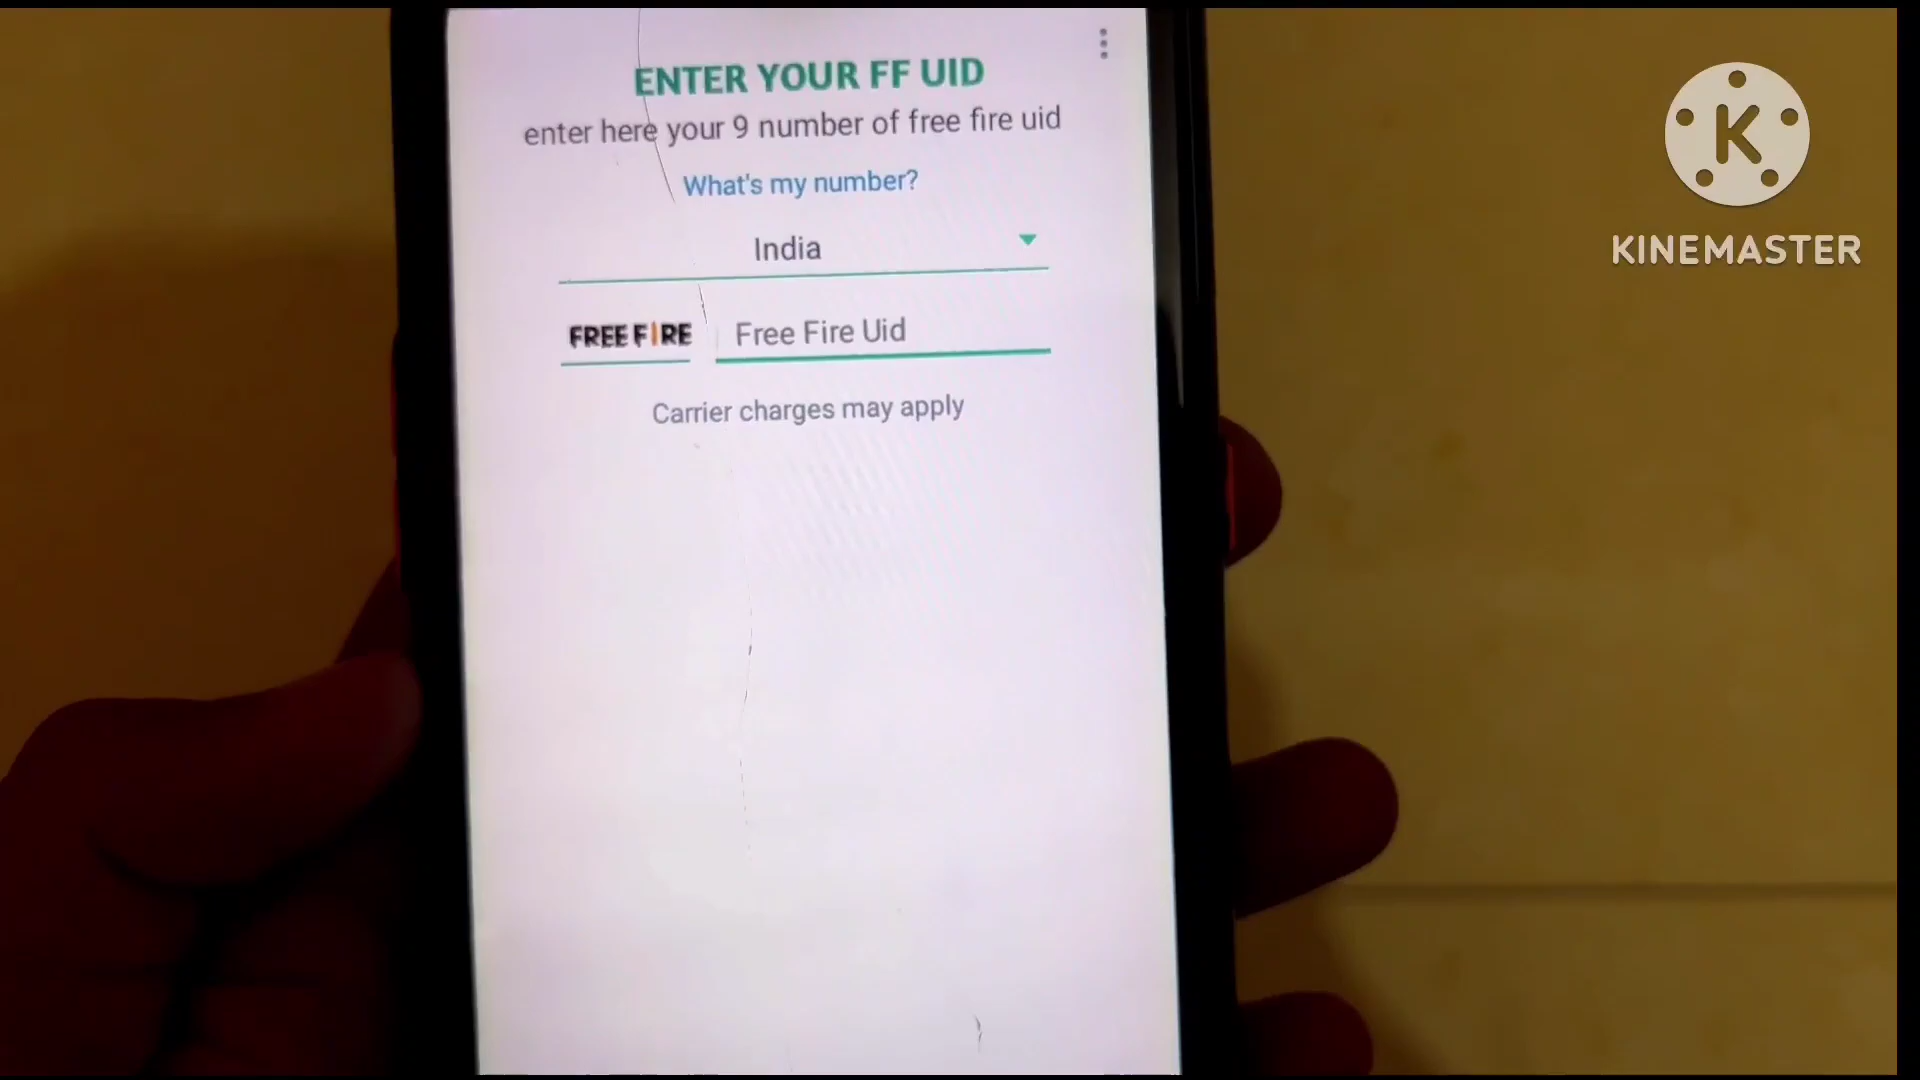 ENTER YOUR FF UID
enter here your 9 number of free fire uid
What's my number?
India
FREE FIRE Free Fire Uid
Carrier charges may apply
K
KINEMASTER